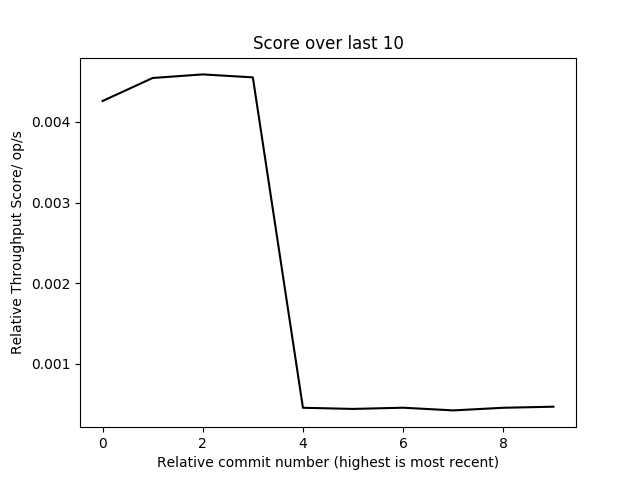 Score over last 10
Relative Throughput Score/ op/s
0.004
0.003
0.002
0.001
0 2 4 6 8
Relative commit number (highest is most recent)